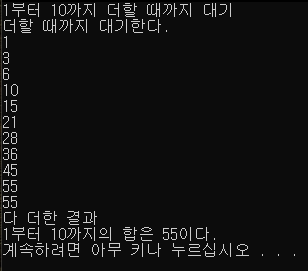 1부터 10까지 더할 때까지 대기
더할 때까지 대기한다.
1
3
6
10
15
21
28
36
45
55
55
다 더한 결과
1부터 10까지의 합은 55이다.
계속하려면 아무 키나 누르십시오 . . .